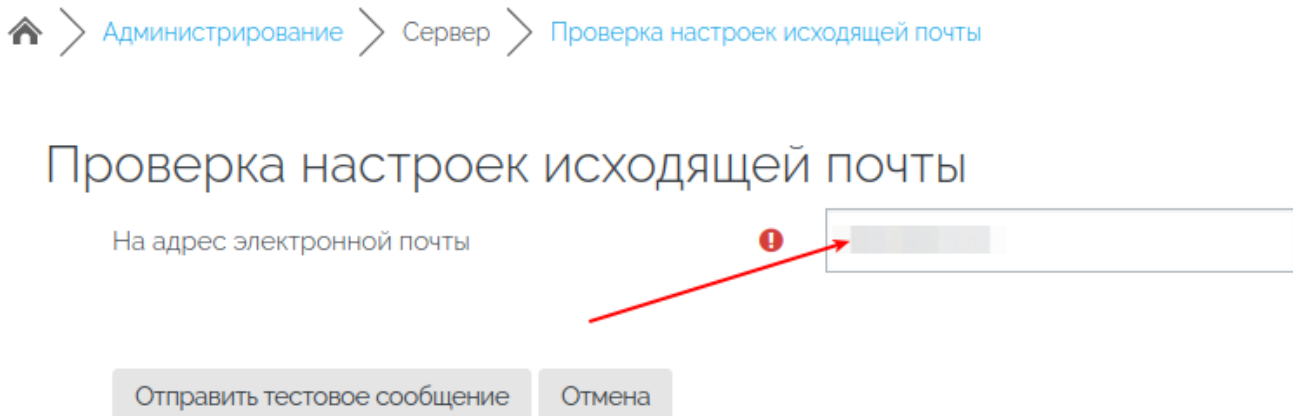 Администрирование Сервер Проверка настроек исходящей почты
Проверка настроек исходящей почты
На адрес электронной почты
Отправить тестовое сообщение Отмена